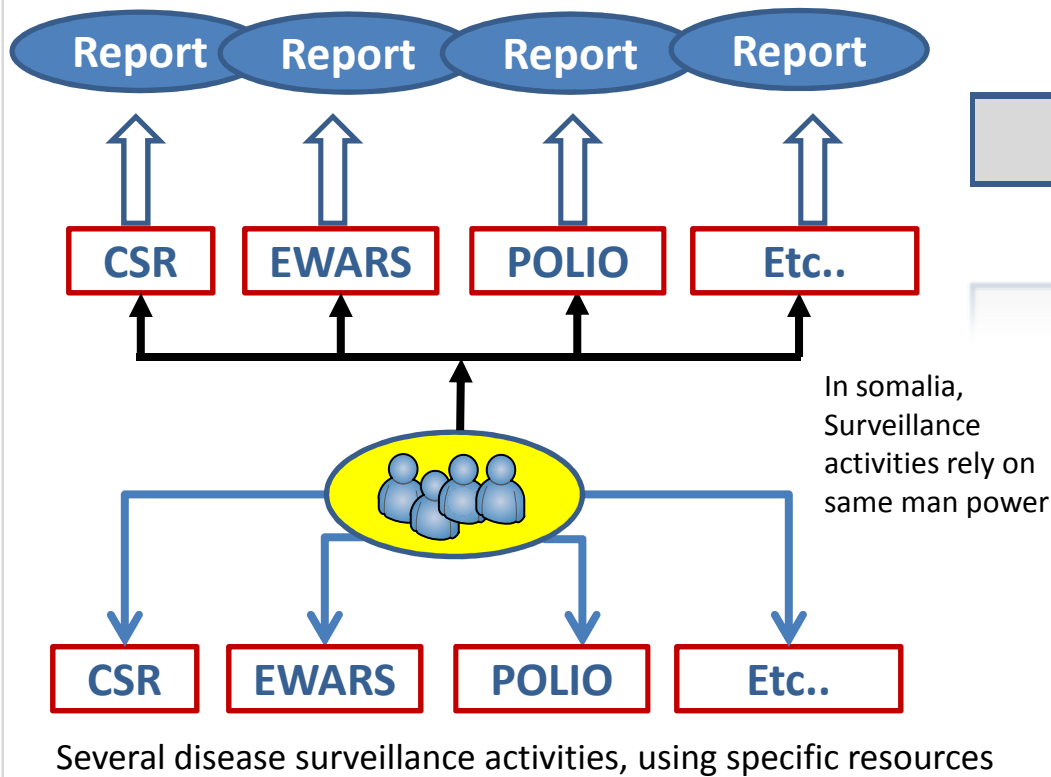 Report Report Report Report
CSR EWARS POLIO Etc..
In somalia,
Surveillance
activities rely on
same man power
CSR EWARS POLIO Etc..
Several disease surveillance activities, using specific resources